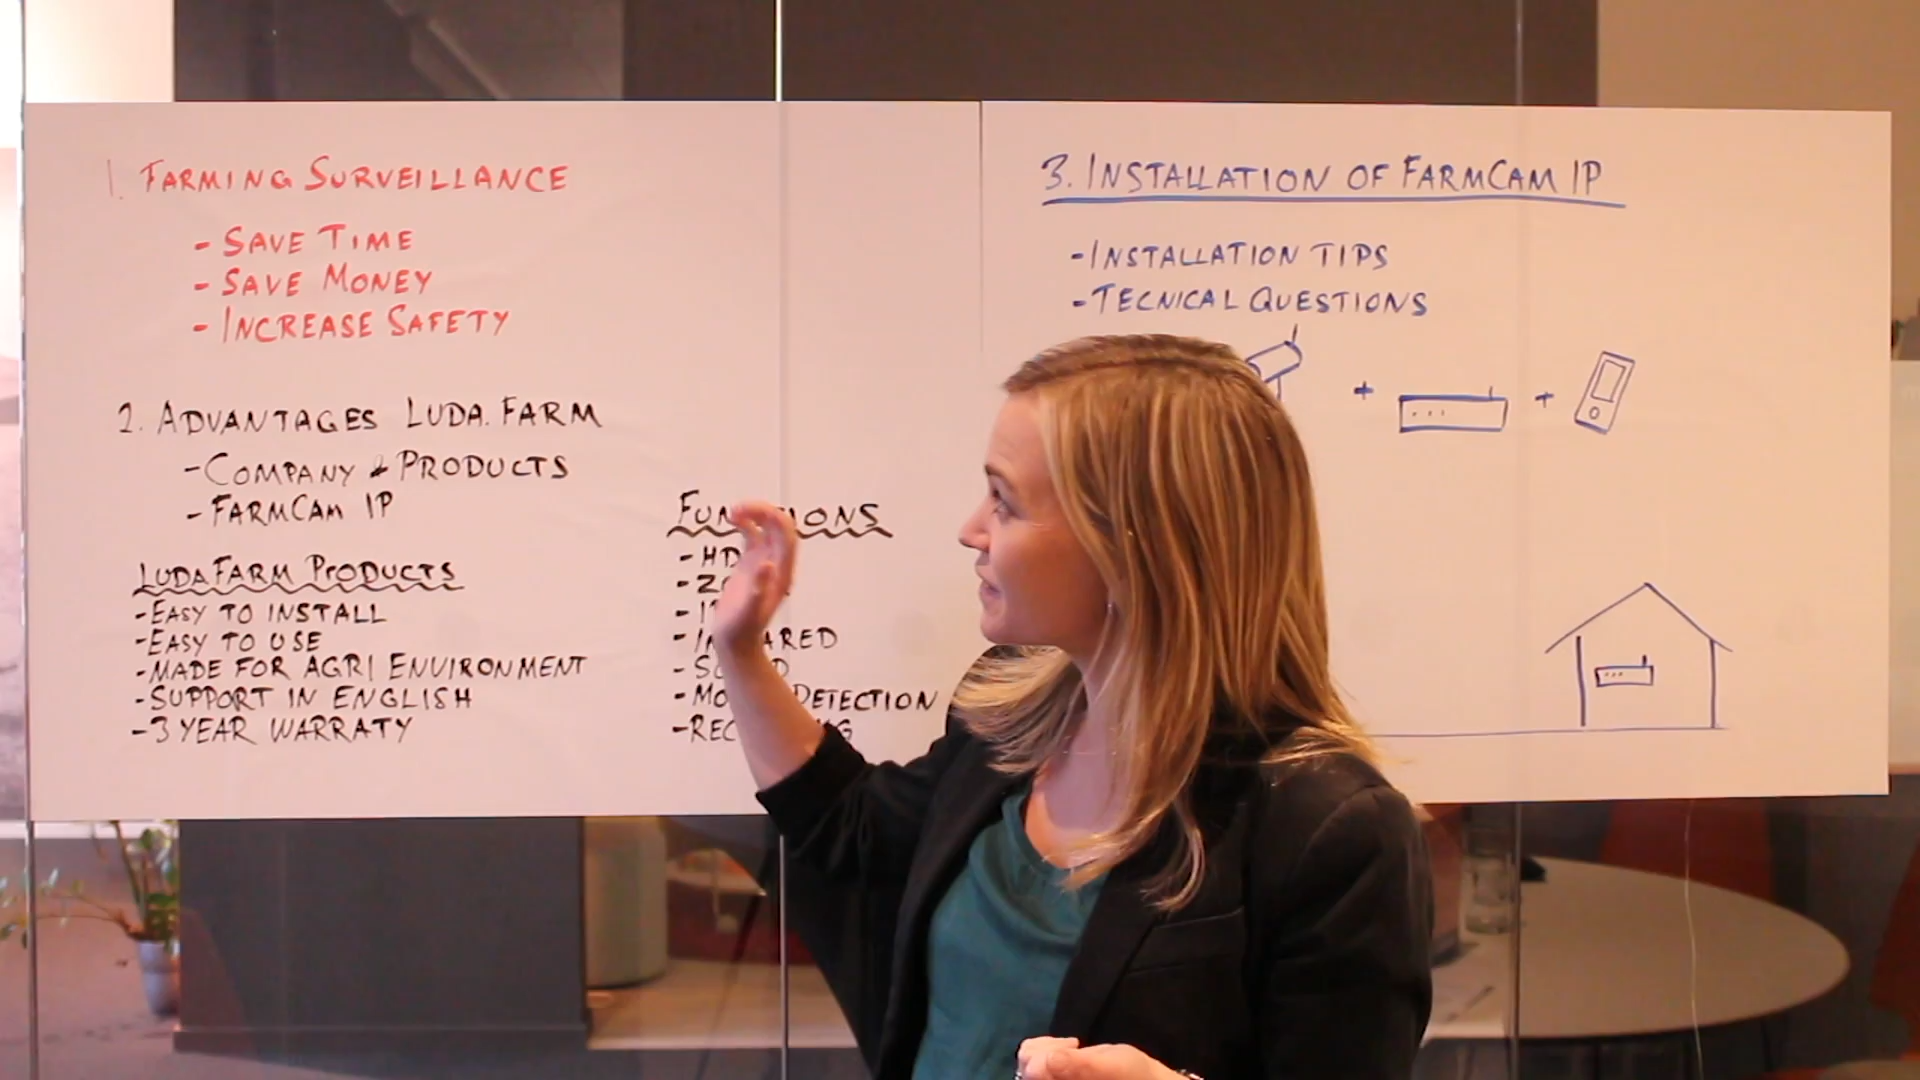 1. FARMING SURVEILLANCE
- SAVE TIME
- SAVE MONEY
- INCREASE SAFETY
2. ADVANTAGES LUDA.FARM
- COMPANY & PRODUCTS
- FARMCAM IP
LUDAFARM PRODUCTS
- EASY TO INSTALL
- EASY TO USE
- MADE FOR AGRI ENVIRONMENT
- SUPPORT IN ENGLISH
- 3 YEAR WARRATY
- HD
DETECTION
3. INSTALLATION OF FARMCAM IP
- INSTALLATION TIPS
- TECNICAL QUESTIONS
+ +